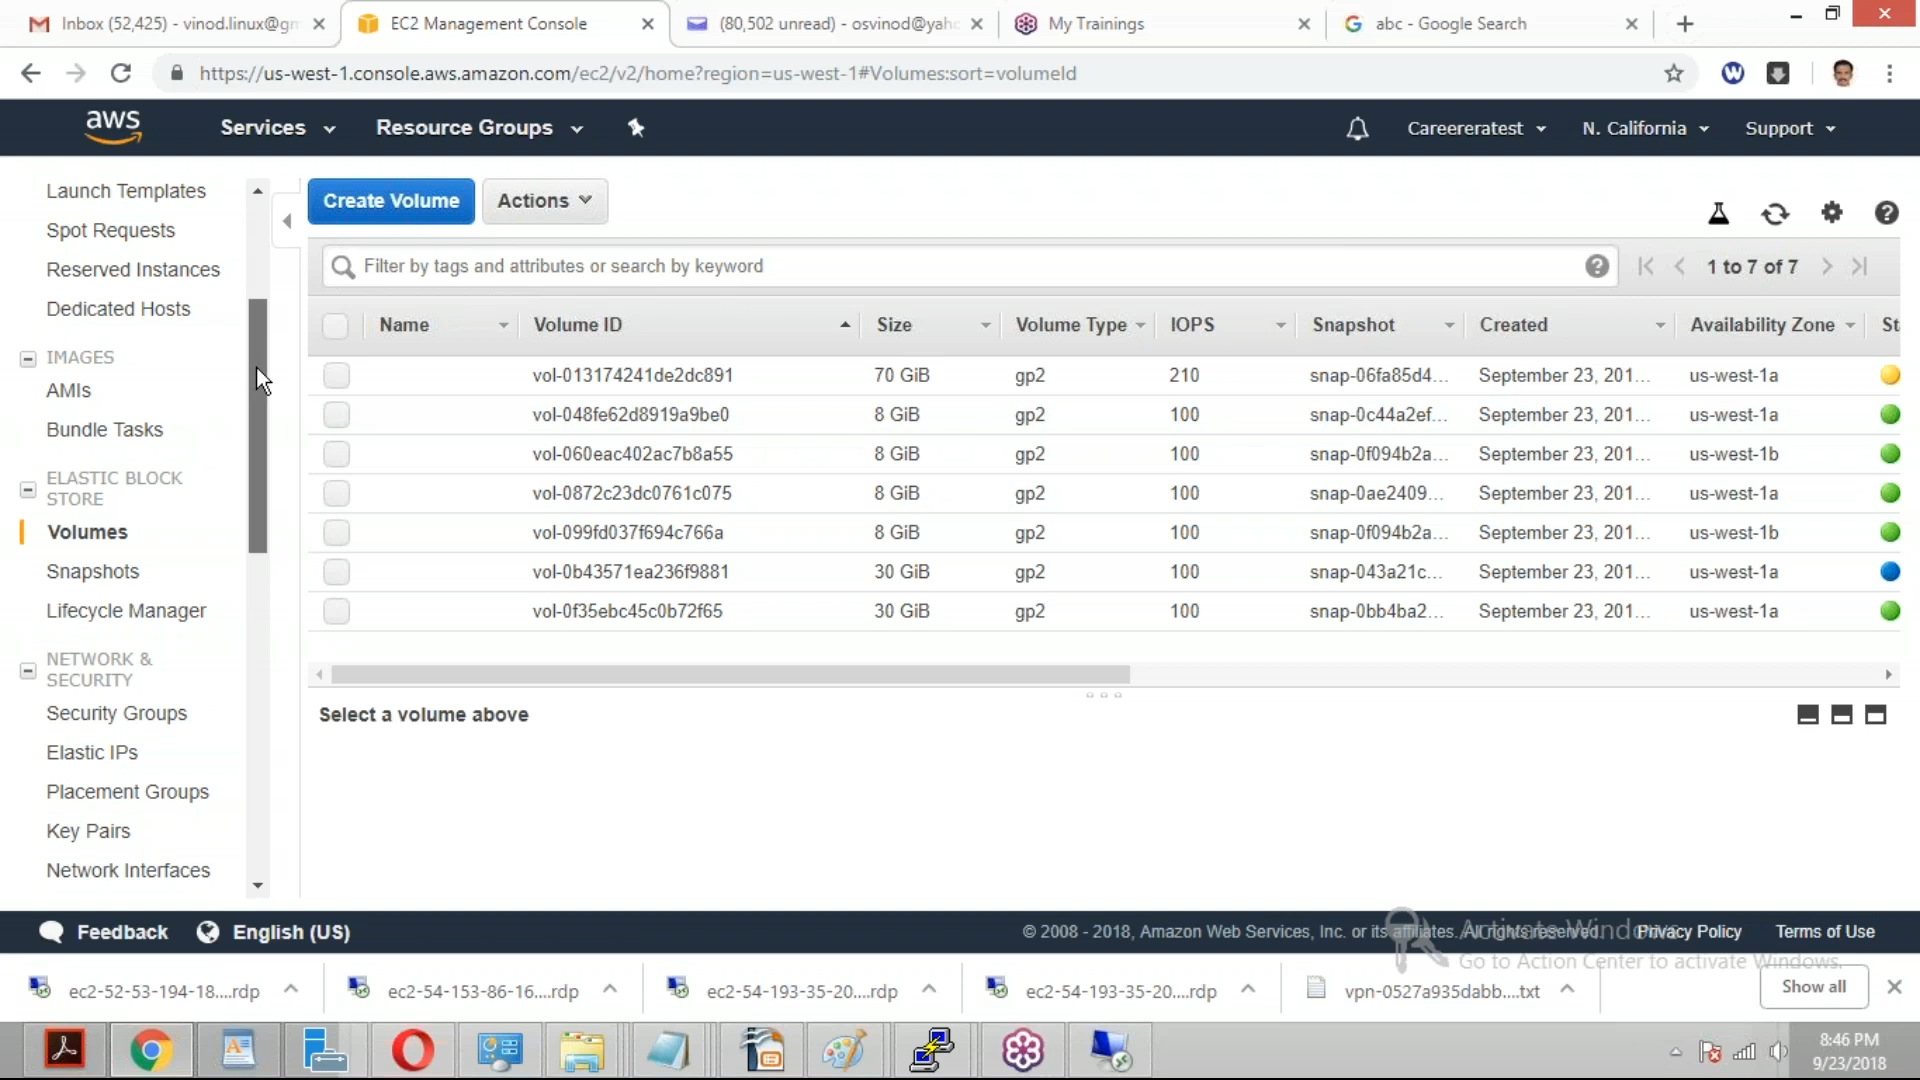 Inbox (52,425) - vinod.linux@gm
EC2 Management Console
(80,502 unread) - osvinod@yaho
My Trainings
abc - Google Search
https://us-west-1.console.aws.amazon.com/ec2/v2/home?region=us-west-1#Volumes:sort=volumeId
aws
Services
Resource Groups
Careereratest
N. California
Support
Launch Templates
Spot Requests
Reserved Instances
Dedicated Hosts
IMAGES
AMIs
Bundle Tasks
ELASTIC BLOCK
STORE
Volumes
Snapshots
Lifecycle Manager
NETWORK &
SECURITY
Security Groups
Elastic IPs
Placement Groups
Key Pairs
Network Interfaces
Create Volume
Actions
Filter by tags and attributes or search by keyword
1 to 7 of 7
Name Volume ID Size Volume Type IOPS Snapshot Created Availability Zone St
vol-013174241de2dc891 70 GiB gp2 210 snap-06fa85d4... September 23, 201... us-west-1a
vol-048fe62d8919a9be0 8 GiB gp2 100 snap-0c44a2ef... September 23, 201... us-west-1a
vol-060eac402ac7b8a55 8 GiB gp2 100 snap-0f094b2a... September 23, 201... us-west-1b
vol-0872c23dc0761c075 8 GiB gp2 100 snap-0ae2409... September 23, 201... us-west-1a
vol-099fd037f694c766a 8 GiB gp2 100 snap-0f094b2a... September 23, 201... us-west-1b
vol-0b43571ea236f9881 30 GiB gp2 100 snap-043a21c... September 23, 201... us-west-1a
vol-0f35ebc45c0b72f65 30 GiB gp2 100 snap-0bb4ba2... September 23, 201... us-west-1a
Select a volume above
Feedback
English (US)
© 2008 - 2018, Amazon Web Services, Inc. or its affiliates. All rights reserved.
Privacy Policy
Terms of Use
Activate Windows
Go to Action Center to activate Windows.
ec2-52-53-194-18....rdp
ec2-54-153-86-16....rdp
ec2-54-193-35-20....rdp
ec2-54-193-35-20....rdp
vpn-0527a935dabb....txt
Show all
8:46 PM
9/23/2018